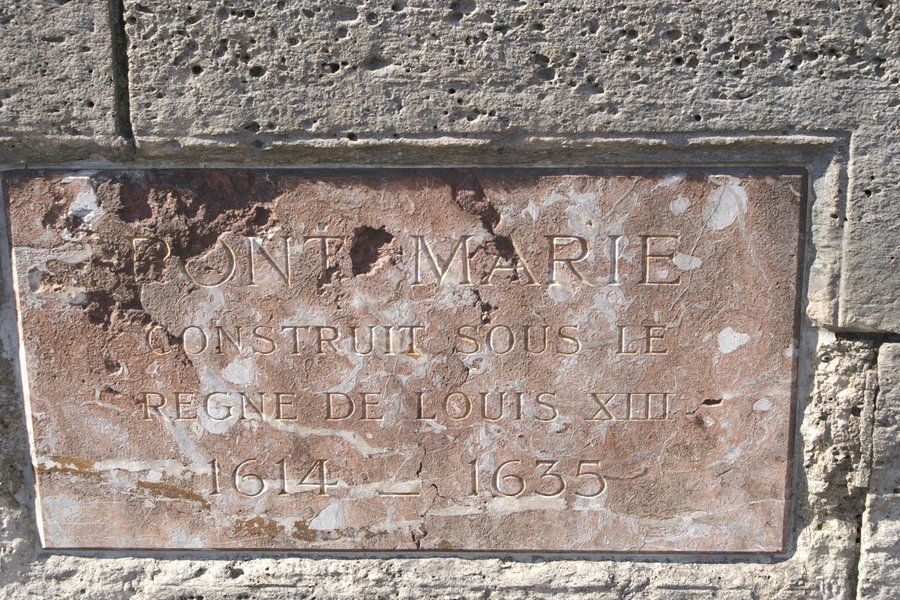 PONT MARIE
CONSTRUIT SOUS LE
REGNE DE LOUIS XIII
1614 — 1635